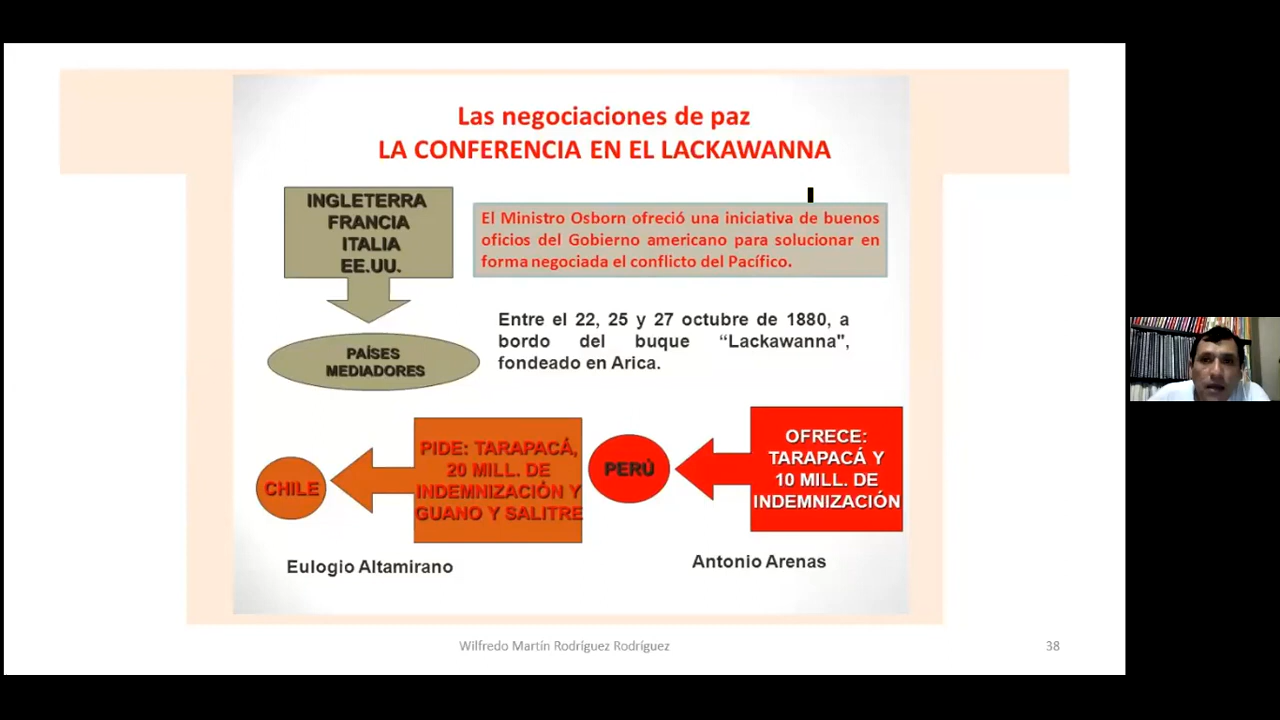 Las negociaciones de paz
LA CONFERENCIA EN EL LACKAWANNA
INGLETERRA
FRANCIA
ITALIA
EE.UU.
El Ministro Osborn ofreció una iniciativa de buenos
oficios del Gobierno americano para solucionar en
forma negociada el conflicto del Pacífico.
Entre el 22, 25 y 27 octubre de 1880, a
bordo del buque “Lackawanna",
fondeado en Arica.
PAÍSES
MEDIADORES
CHILE
PIDE: TARAPACÁ,
20 MILL. DE
INDEMNIZACIÓN Y
GUANO Y SALITRE
PERÚ
OFRECE:
TARAPACÁ Y
10 MILL. DE
INDEMNIZACIÓN
Eulogio Altamirano
Antonio Arenas
Wilfredo Martín Rodríguez Rodríguez
38